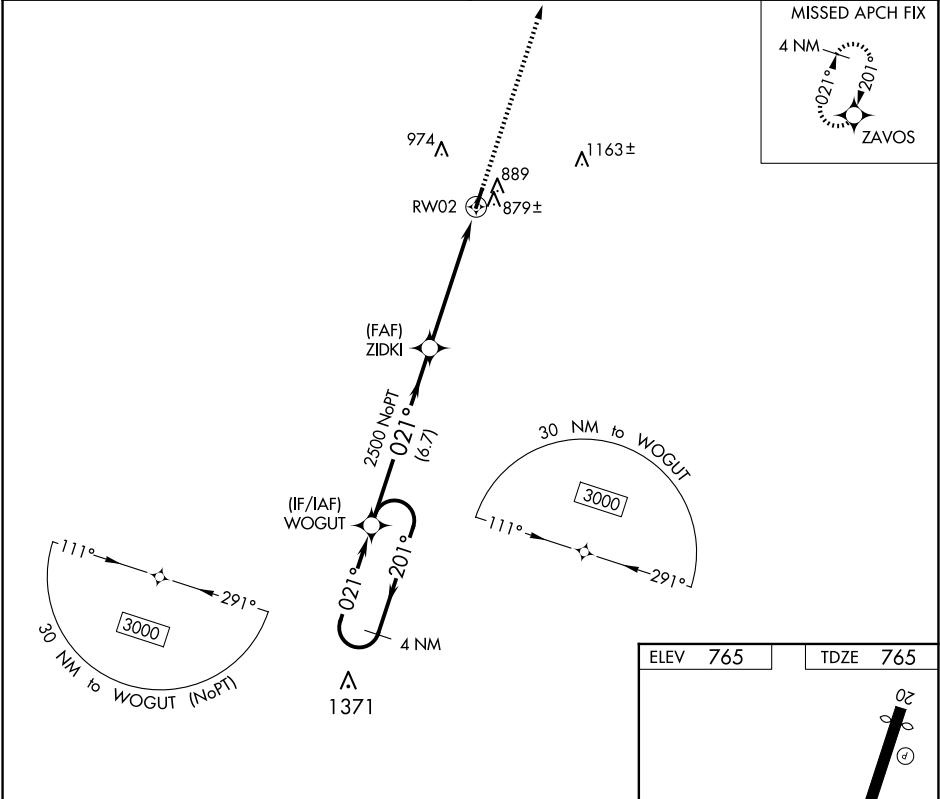 MISSED APCH FIX
4 NM
021°
201°
ZAVOS
974
1163±
889
RW02
879±
(FAF)
ZIDKI
2500 NoPT
021°
(6.7)
30 NM to WOGUT
3000
111°
291°
(IF/IAF)
WOGUT
021°
201°
4 NM
111°
291°
3000
30 NM to WOGUT (NoPT)
1371
ELEV 765
TDZE 765
20
P